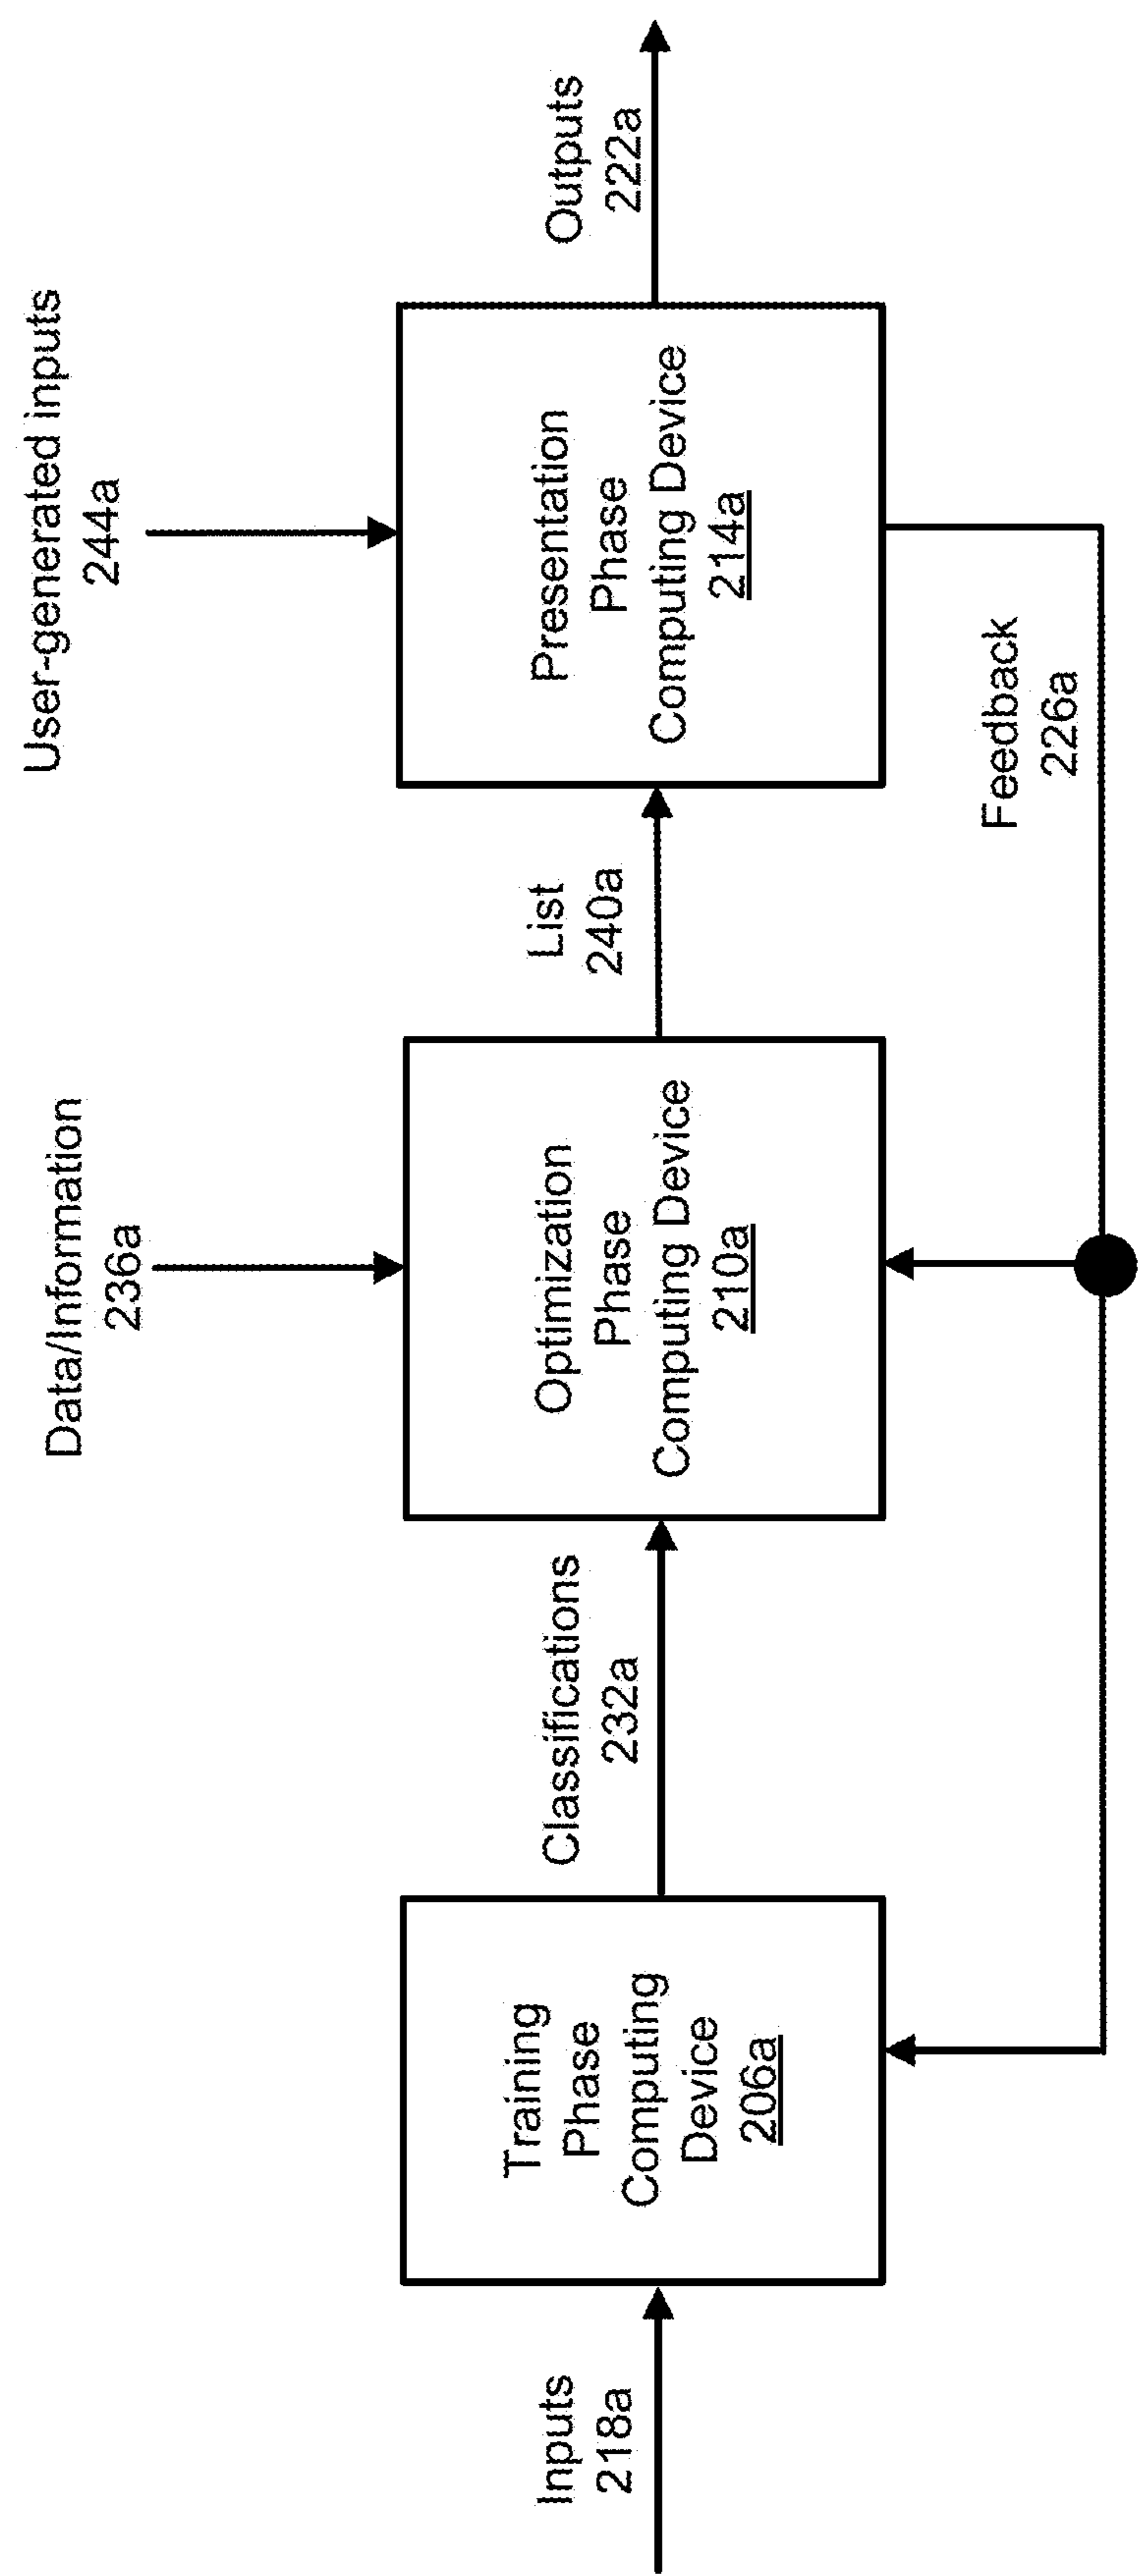 User-generated inputs
244a
Data/Information
236a
Inputs
218a
Training
Phase
Computing
Device
206a
Classifications
232a
Optimization
Phase
Computing Device
210a
List
240a
Presentation
Phase
Computing Device
214a
Outputs
222a
Feedback
226a